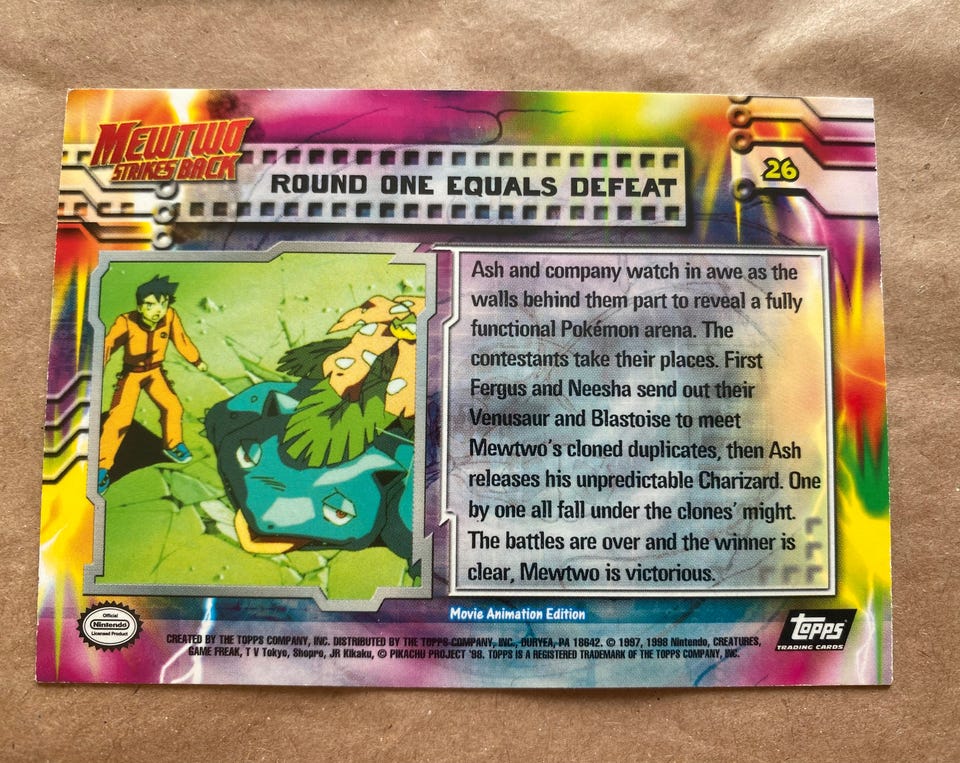 MEWTWO
STRIKES BACK
ROUND ONE EQUALS DEFEAT
26
Ash and company watch in awe as the
walls behind them part to reveal a fully
functional Pokémon arena. The
contestants take their places. First
Fergus and Neesha send out their
Venusaur and Blastoise to meet
Mewtwo's cloned duplicates, then Ash
releases his unpredictable Charizard. One
by one all fall under the clones' might.
The battles are over and the winner is
clear, Mewtwo is victorious.
Movie Animation Edition
Official
Nintendo
Licensed Product
CREATED BY THE TOPPS COMPANY, INC. DISTRIBUTED BY THE TOPPS COMPANY, INC., DURYEA, PA 18642. © 1997, 1998 Nintendo, CREATURES,
GAME FREAK, T V Tokyo, Shopro, JR Kikaku, © PIKACHU PROJECT '98. TOPPS IS A REGISTERED TRADEMARK OF THE TOPPS COMPANY, INC.
Topps
TRADING CARDS